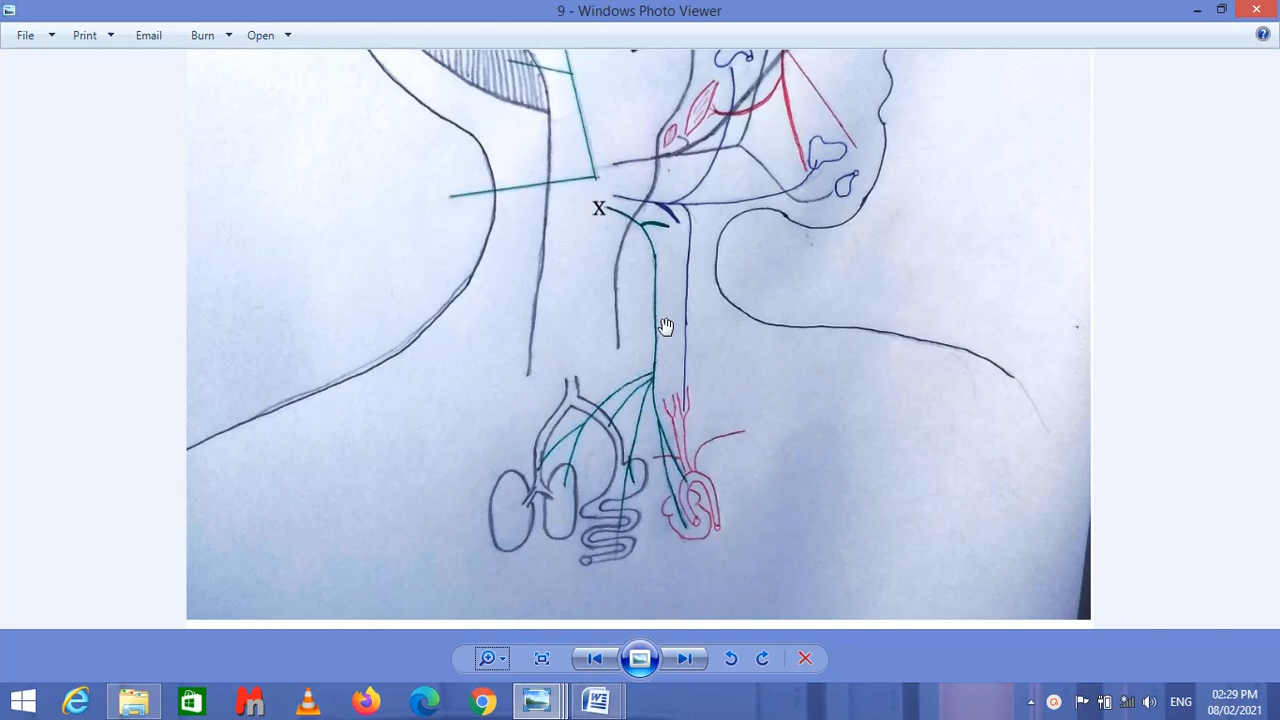 9 - Windows Photo Viewer
File Print Email Burn Open
X
ENG
02:29 PM
08/02/2021